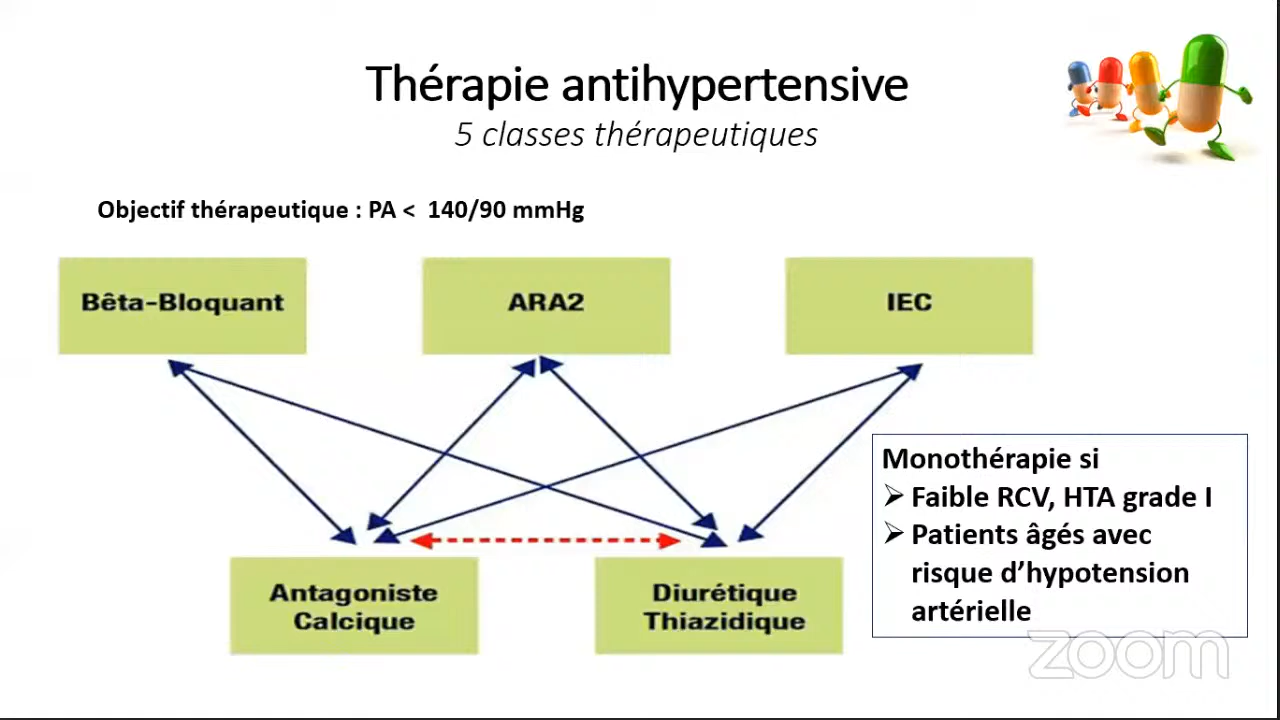 Thérapie antihypertensive
5 classes thérapeutiques
Objectif thérapeutique : PA < 140/90 mmHg
Bêta-Bloquant
ARA2
IEC
Monothérapie si
➢ Faible RCV, HTA grade I
➢ Patients âgés avec
risque d’hypotension
artérielle
Antagoniste
Calcique
Diurétique
Thiazidique
zoom